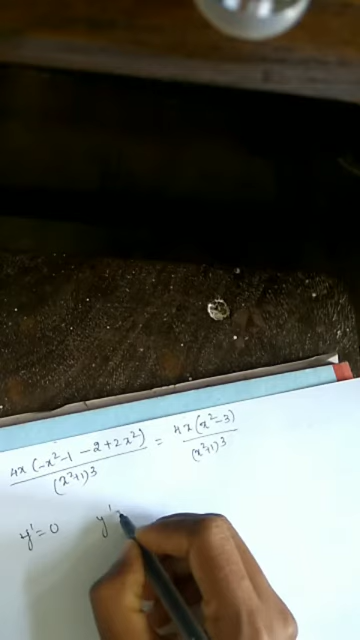 4x(-x²-1-2+2x²)/(x²+1)³ = 4x(x²-3)/(x²+1)³
y'=0 y'